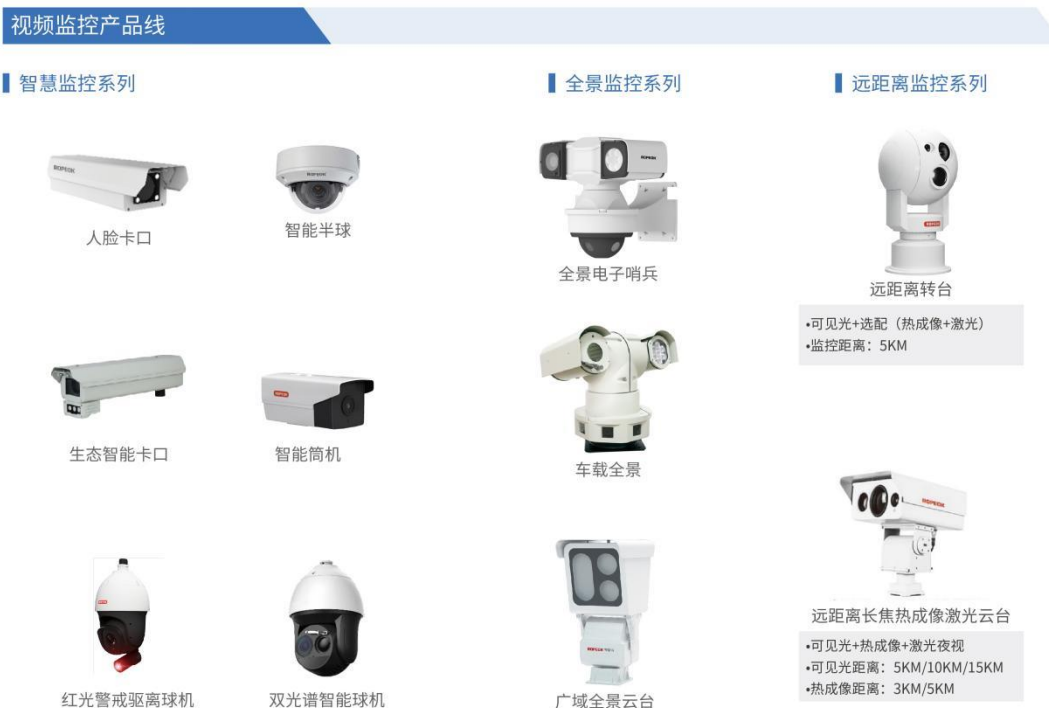 视频监控产品线
智慧监控系列
人脸卡口
智能半球
生态智能卡口
智能筒机
红光警戒驱离球机
双光谱智能球机
全景监控系列
全景电子哨兵
车载全景
广域全景云台
远距离监控系列
远距离转台
•可见光+选配（热成像+激光）
•监控距离：5KM
远距离长焦热成像激光云台
•可见光+热成像+激光夜视
•可见光距离：5KM/10KM/15KM
•热成像距离：3KM/5KM